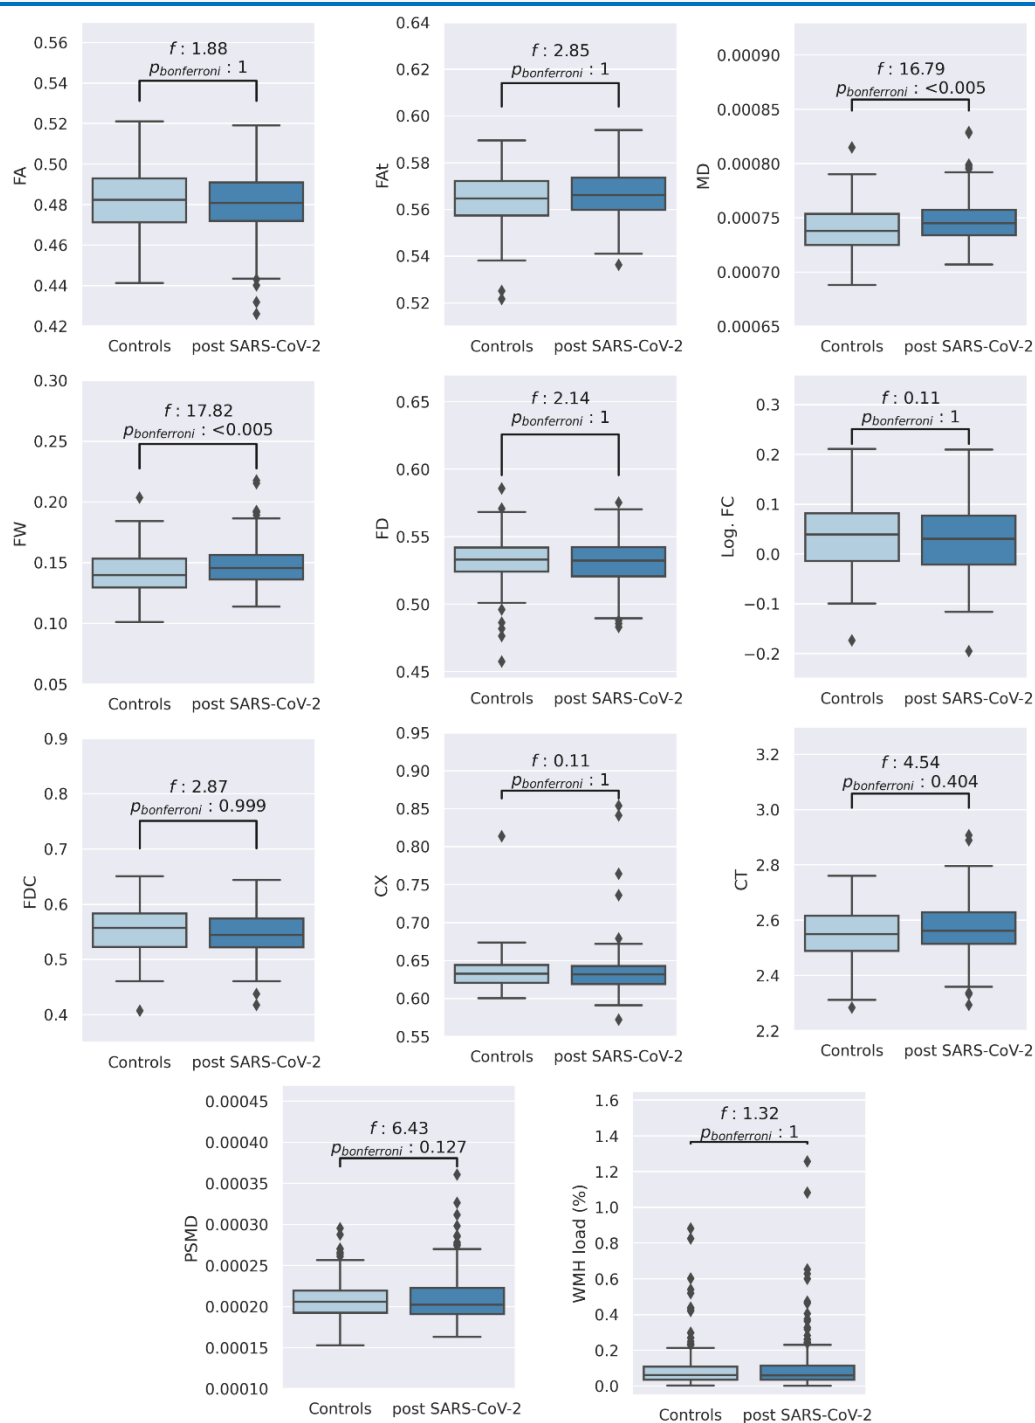 f : 1.88
p_bonferroni : 1
FA
0.56
0.54
0.52
0.50
0.48
0.46
0.44
0.42
Controls post SARS-CoV-2
f : 2.85
p_bonferroni : 1
FAt
0.64
0.62
0.60
0.58
0.56
0.54
0.52
Controls post SARS-CoV-2
f : 16.79
p_bonferroni : <0.005
MD
0.00090
0.00085
0.00080
0.00075
0.00070
0.00065
Controls post SARS-CoV-2
f : 17.82
p_bonferroni : <0.005
FW
0.30
0.25
0.20
0.15
0.10
0.05
Controls post SARS-CoV-2
f : 2.14
p_bonferroni : 1
FD
0.65
0.60
0.55
0.50
0.45
Controls post SARS-CoV-2
f : 0.11
p_bonferroni : 1
Log. FC
0.3
0.2
0.1
0.0
−0.1
−0.2
Controls post SARS-CoV-2
f : 2.87
p_bonferroni : 0.999
FDC
0.9
0.8
0.7
0.6
0.5
0.4
Controls post SARS-CoV-2
f : 0.11
p_bonferroni : 1
CX
0.95
0.90
0.85
0.80
0.75
0.70
0.65
0.60
0.55
Controls post SARS-CoV-2
f : 4.54
p_bonferroni : 0.404
CT
3.2
3.0
2.8
2.6
2.4
2.2
Controls post SARS-CoV-2
f : 6.43
p_bonferroni : 0.127
PSMD
0.00045
0.00040
0.00035
0.00030
0.00025
0.00020
0.00015
0.00010
Controls post SARS-CoV-2
f : 1.32
p_bonferroni : 1
WMH load (%)
1.6
1.4
1.2
1.0
0.8
0.6
0.4
0.2
0.0
Controls post SARS-CoV-2